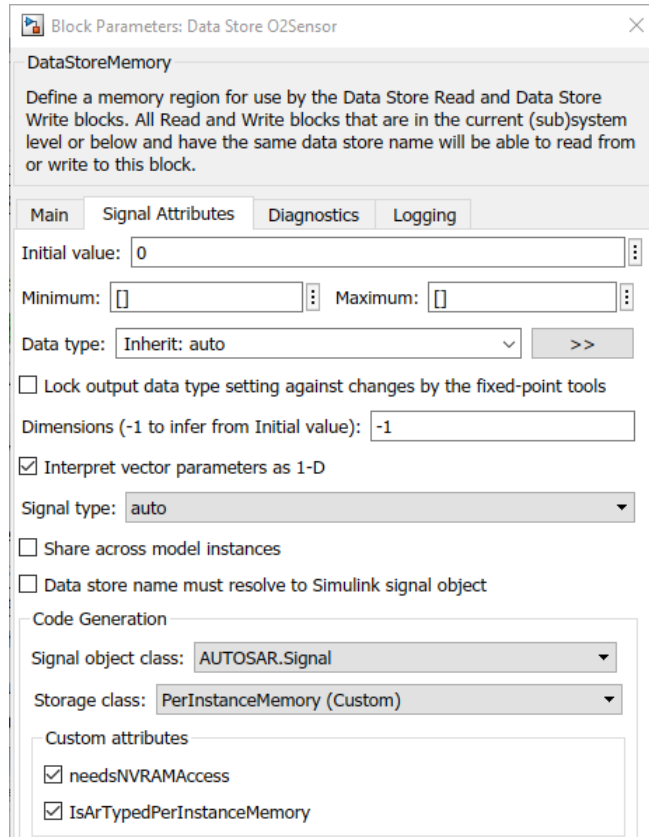 Block Parameters: Data Store O2Sensor
DataStoreMemory
Define a memory region for use by the Data Store Read and Data Store
Write blocks. All Read and Write blocks that are in the current (sub)system
level or below and have the same data store name will be able to read from
or write to this block.
Main Signal Attributes Diagnostics Logging
Initial value: 0
Minimum: [] Maximum: []
Data type: Inherit: auto >>
Lock output data type setting against changes by the fixed-point tools
Dimensions (-1 to infer from Initial value): -1
Interpret vector parameters as 1-D
Signal type: auto
Share across model instances
Data store name must resolve to Simulink signal object
Code Generation
Signal object class: AUTOSAR.Signal
Storage class: PerInstanceMemory (Custom)
Custom attributes
needsNVRAMAccess
IsArTypedPerInstanceMemory